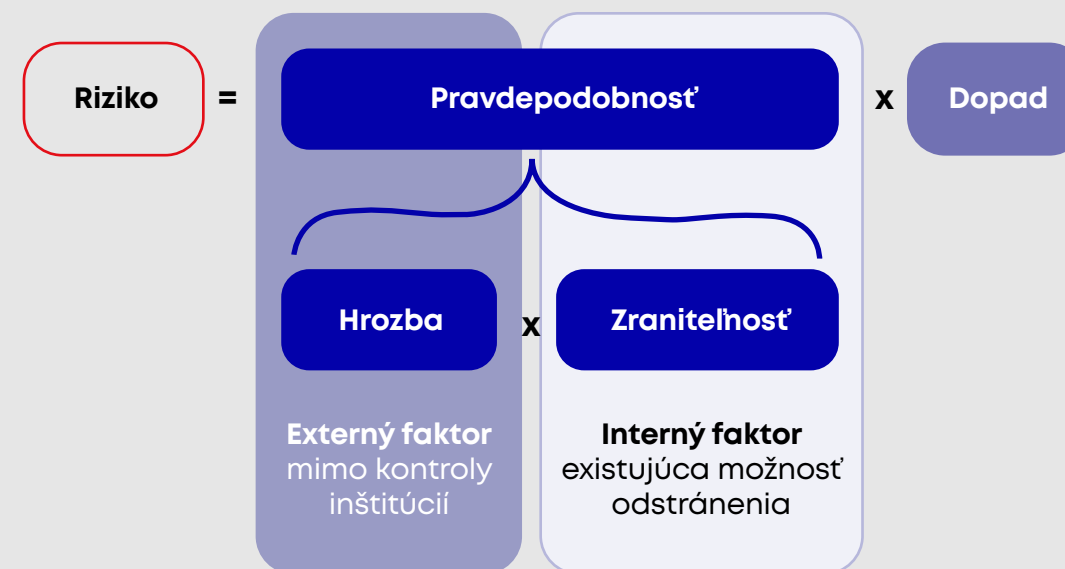 Riziko = Pravdepodobnosť x Dopad
Hrozba x Zraniteľnosť
Externý faktor
mimo kontroly
inštitúcií
Interný faktor
existujúca možnosť
odstránenia